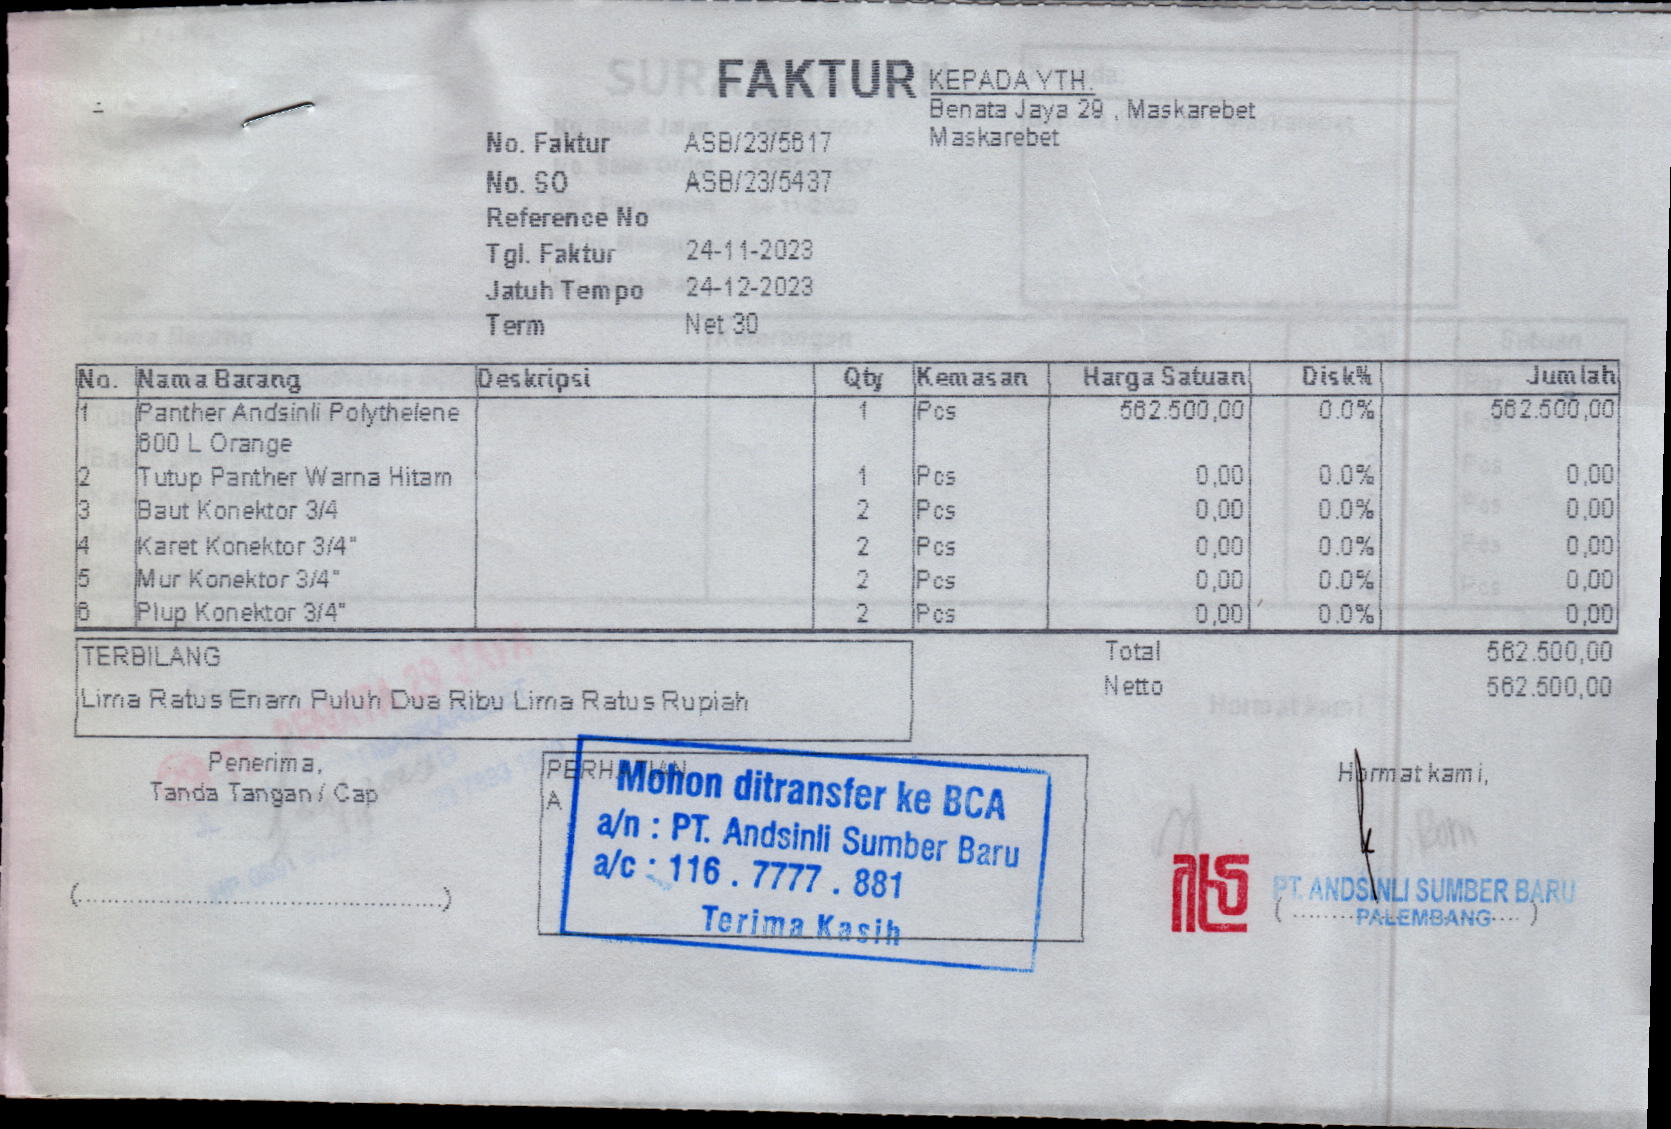 FAKTUR
KEPADA YTH.
Benata Jaya 29 , Maskarebet
Maskarebet
No. Faktur ASB/23/5617
No. SO ASB/23/5437
Reference No
Tgl. Faktur 24-11-2023
Jatuh Tempo 24-12-2023
Term Net 30
No. Nama Barang Deskripsi Qty Kemasan Harga Satuan Disk% Jumlah
1 Panther Andsinli Polythelene 1 Pcs 562.500,00 0.0% 562.500,00
600 L Orange
2 Tutup Panther Warna Hitam 1 Pcs 0,00 0.0% 0,00
3 Baut Konektor 3/4 2 Pcs 0,00 0.0% 0,00
4 Karet Konektor 3/4" 2 Pcs 0,00 0.0% 0,00
5 Mur Konektor 3/4" 2 Pcs 0,00 0.0% 0,00
6 Plup Konektor 3/4" 2 Pcs 0,00 0.0% 0,00
TERBILANG
Lima Ratus Enam Puluh Dua Ribu Lima Ratus Rupiah
Total 562.500,00
Netto 562.500,00
Penerima,
Tanda Tangan / Cap
(..........................................)
PERHATIAN
A
Mohon ditransfer ke BCA
a/n : PT. Andsinli Sumber Baru
a/c : 116 . 7777 . 881
Terima Kasih
Hormat kami,
PT. ANDSINLI SUMBER BARU
PALEMBANG